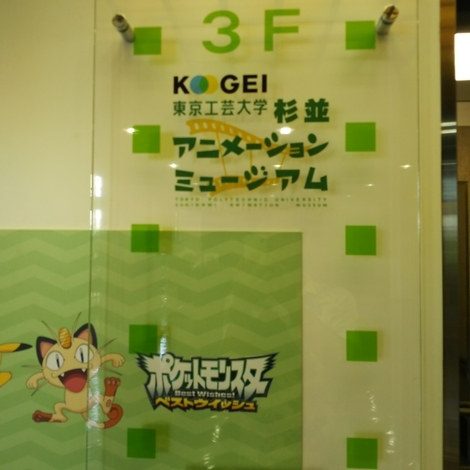 3F
KOOGEI
東京工芸大学 杉並
アニメーション
ミュージアム
TOKYO POLYTECHNIC UNIVERSITY
SUGINAMI ANIMATION MUSEUM
ポケットモンスター
Best Wishes!
ベストウイッシュ